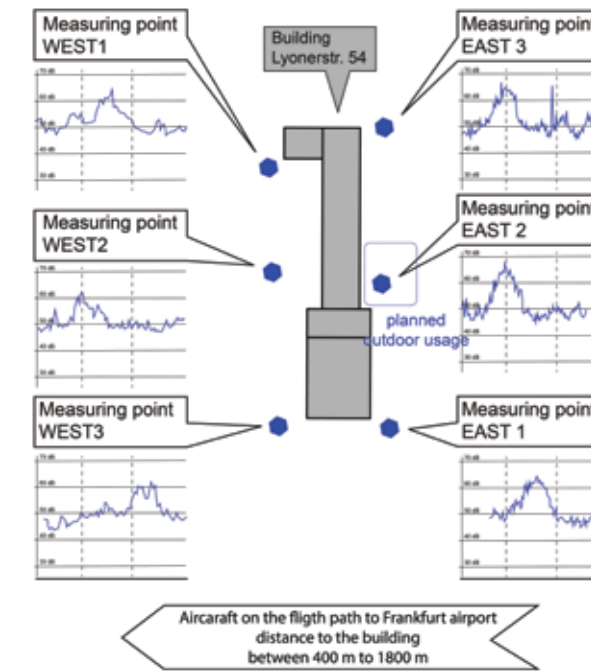 Measuring point
WEST1
Building
Lyonerstr. 54
Measuring point
EAST 3
Measuring point
WEST2
Measuring point
EAST 2
planned
outdoor usage
Measuring point
WEST3
Measuring point
EAST 1
Aircaraft on the fligth path to Frankfurt airport
distance to the building
between 400 m to 1800 m